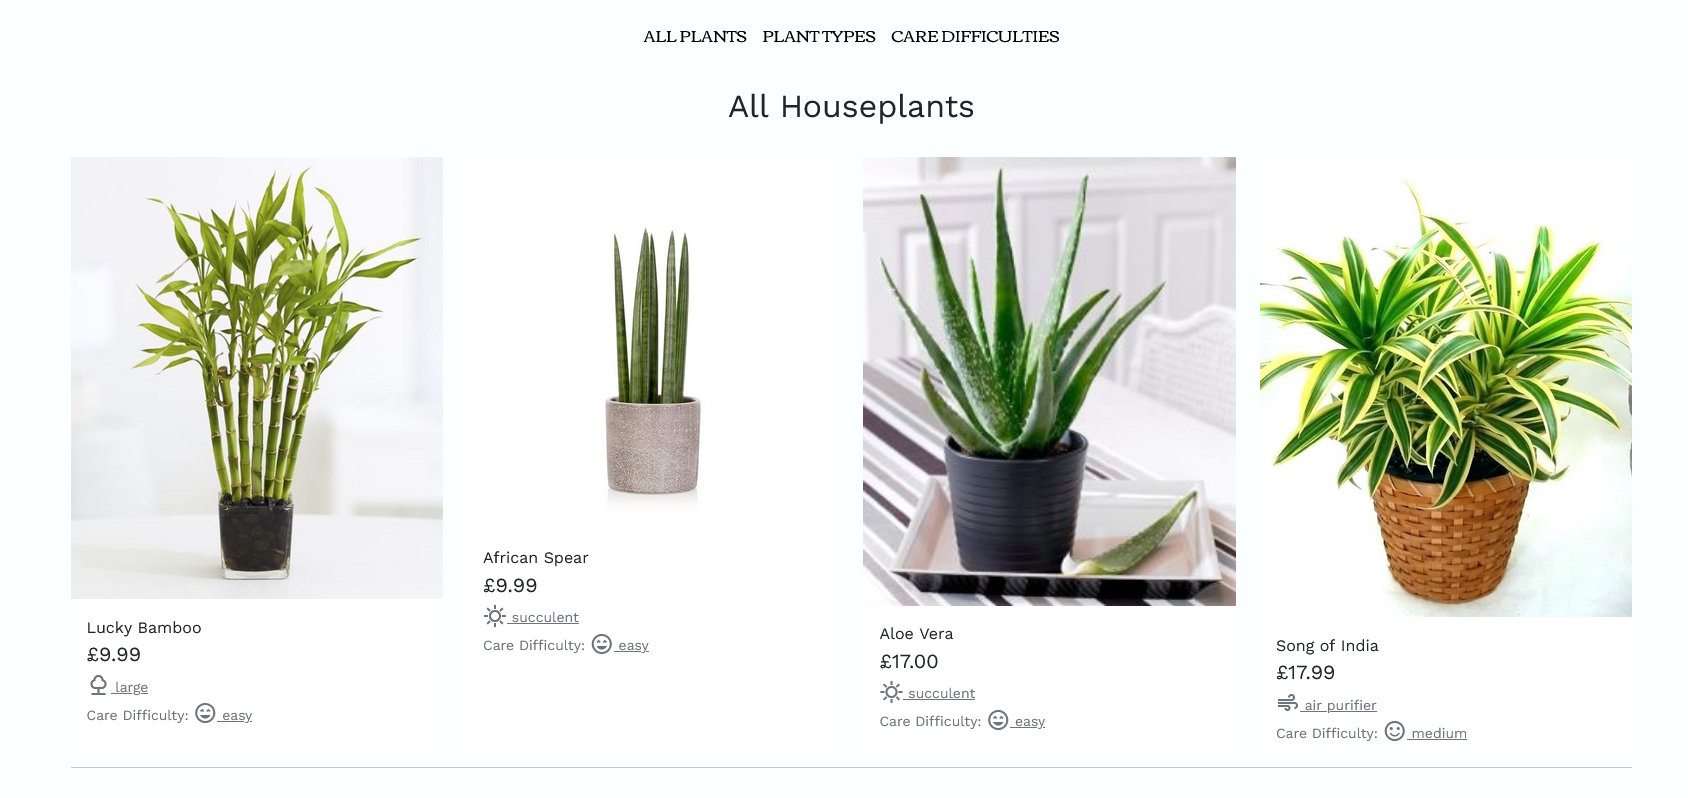 ALL PLANTS PLANT TYPES CARE DIFFICULTIES
All Houseplants
Lucky Bamboo
£9.99
large
Care Difficulty: easy
African Spear
£9.99
succulent
Care Difficulty: easy
Aloe Vera
£17.00
succulent
Care Difficulty: easy
Song of India
£17.99
air purifier
Care Difficulty: medium